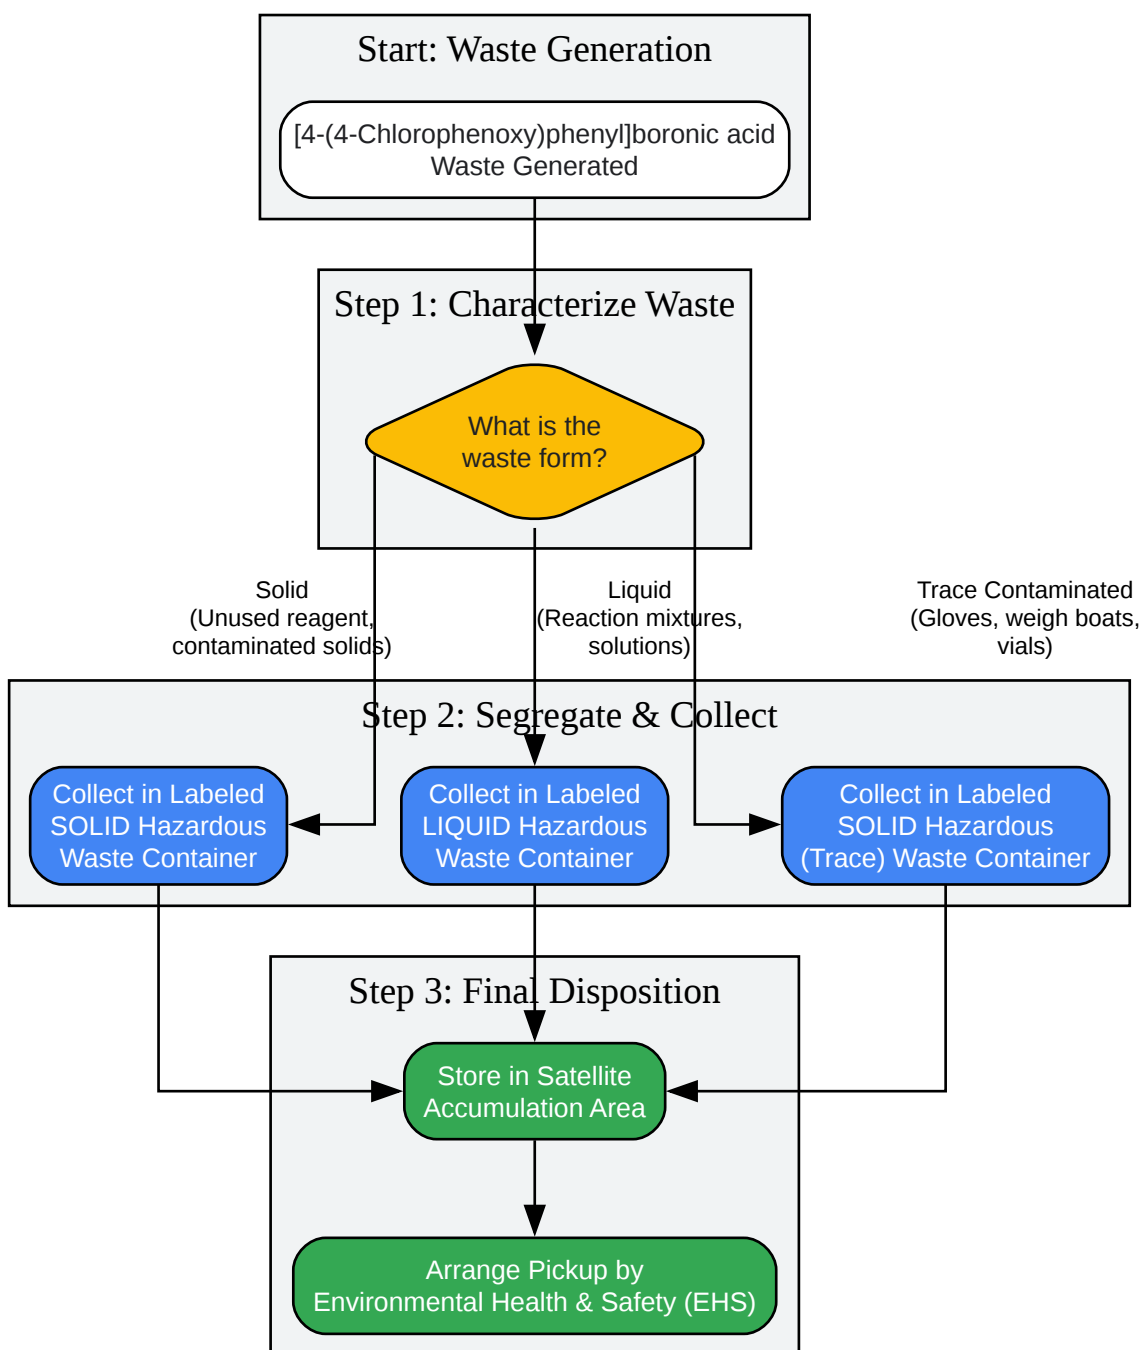 Start: Waste Generation
[4-(4-Chlorophenoxy)phenyl]boronic acid
Waste Generated
Step 1: Characterize Waste
What is the
waste form?
Solid
(Unused reagent,
contaminated solids)
Liquid
(Reaction mixtures,
solutions)
Trace Contaminated
(Gloves, weigh boats,
vials)
Step 2: Segregate & Collect
Collect in Labeled
SOLID Hazardous
Waste Container
Collect in Labeled
LIQUID Hazardous
Waste Container
Collect in Labeled
SOLID Hazardous
(Trace) Waste Container
Step 3: Final Disposition
Store in Satellite
Accumulation Area
Arrange Pickup by
Environmental Health & Safety (EHS)